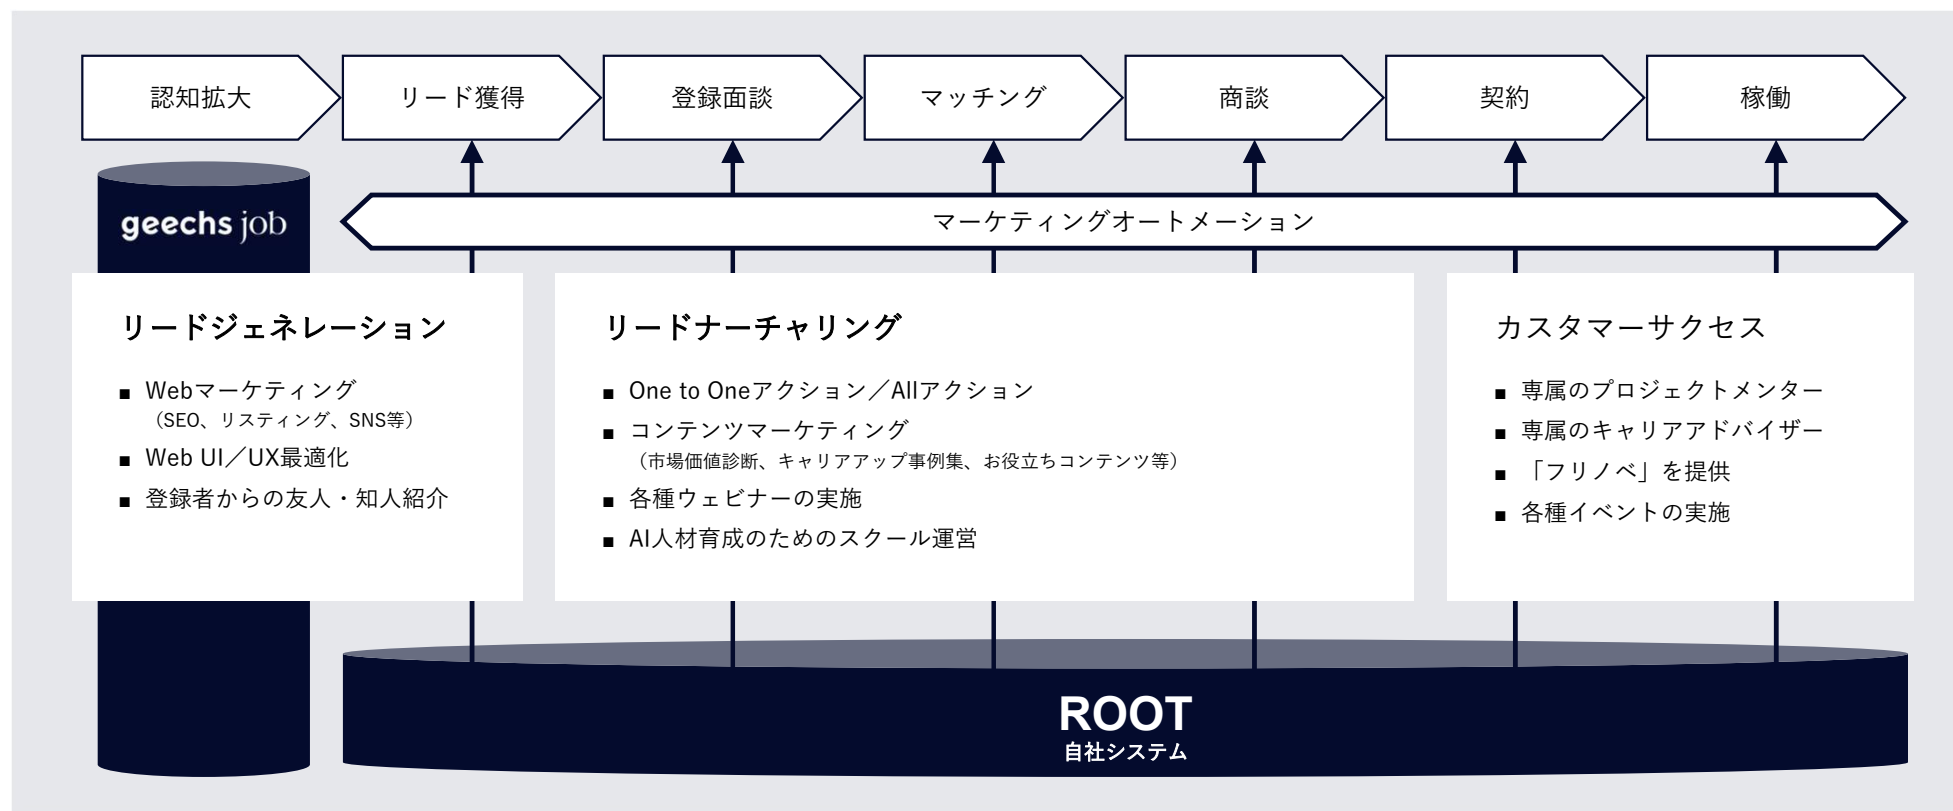 認知拡大
リード獲得
登録面談
マッチング
商談
契約
稼働
geechs job
マーケティングオートメーション
リードジェネレーション
■ Webマーケティング
（SEO、リスティング、SNS等）
■ Web UI／UX最適化
■ 登録者からの友人・知人紹介
リードナーチャリング
■ One to Oneアクション／Allアクション
■ コンテンツマーケティング
（市場価値診断、キャリアアップ事例集、お役立ちコンテンツ等）
■ 各種ウェビナーの実施
■ AI人材育成のためのスクール運営
カスタマーサクセス
■ 専属のプロジェクトメンター
■ 専属のキャリアアドバイザー
■ 「フリノベ」を提供
■ 各種イベントの実施
ROOT
自社システム